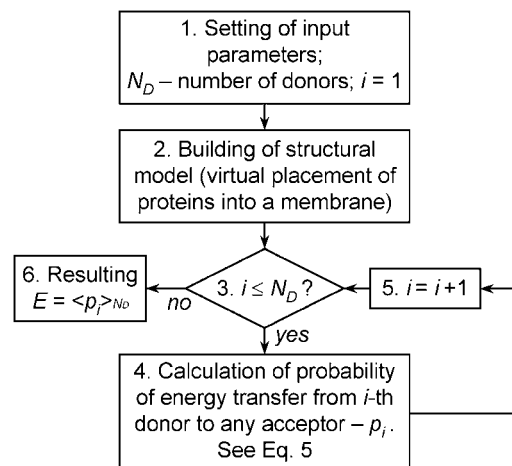 1. Setting of input
parameters;
N_D – number of donors; i = 1
2. Building of structural
model (virtual placement of
proteins into a membrane)
6. Resulting
E = <p_i>_{N_D}
no
3. i ≤ N_D ?
5. i = i +1
yes
4. Calculation of probability
of energy transfer from i-th
donor to any acceptor – p_i.
See Eq. 5